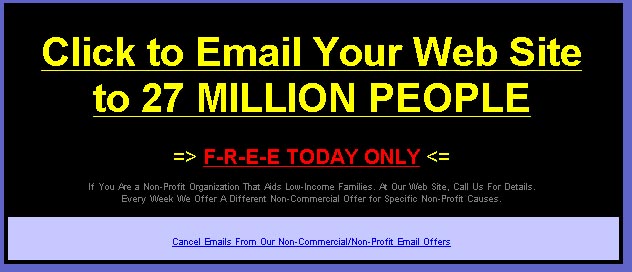 Click to Email Your Web Site
to 27 MILLION PEOPLE
=> F-R-E-E TODAY ONLY <=
If You Are a Non-Profit Organization That Aids Low-Income Families. At Our Web Site, Call Us For Details.
Every Week We Offer A Different Non-Commercial Offer for Specific Non-Profit Causes.
Cancel Emails From Our Non-Commercial/Non-Profit Email Offers